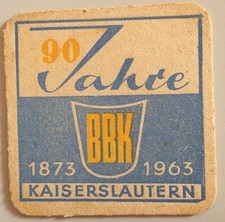 90
Jahre
BBK
1873 1963
KAISERSLAUTERN